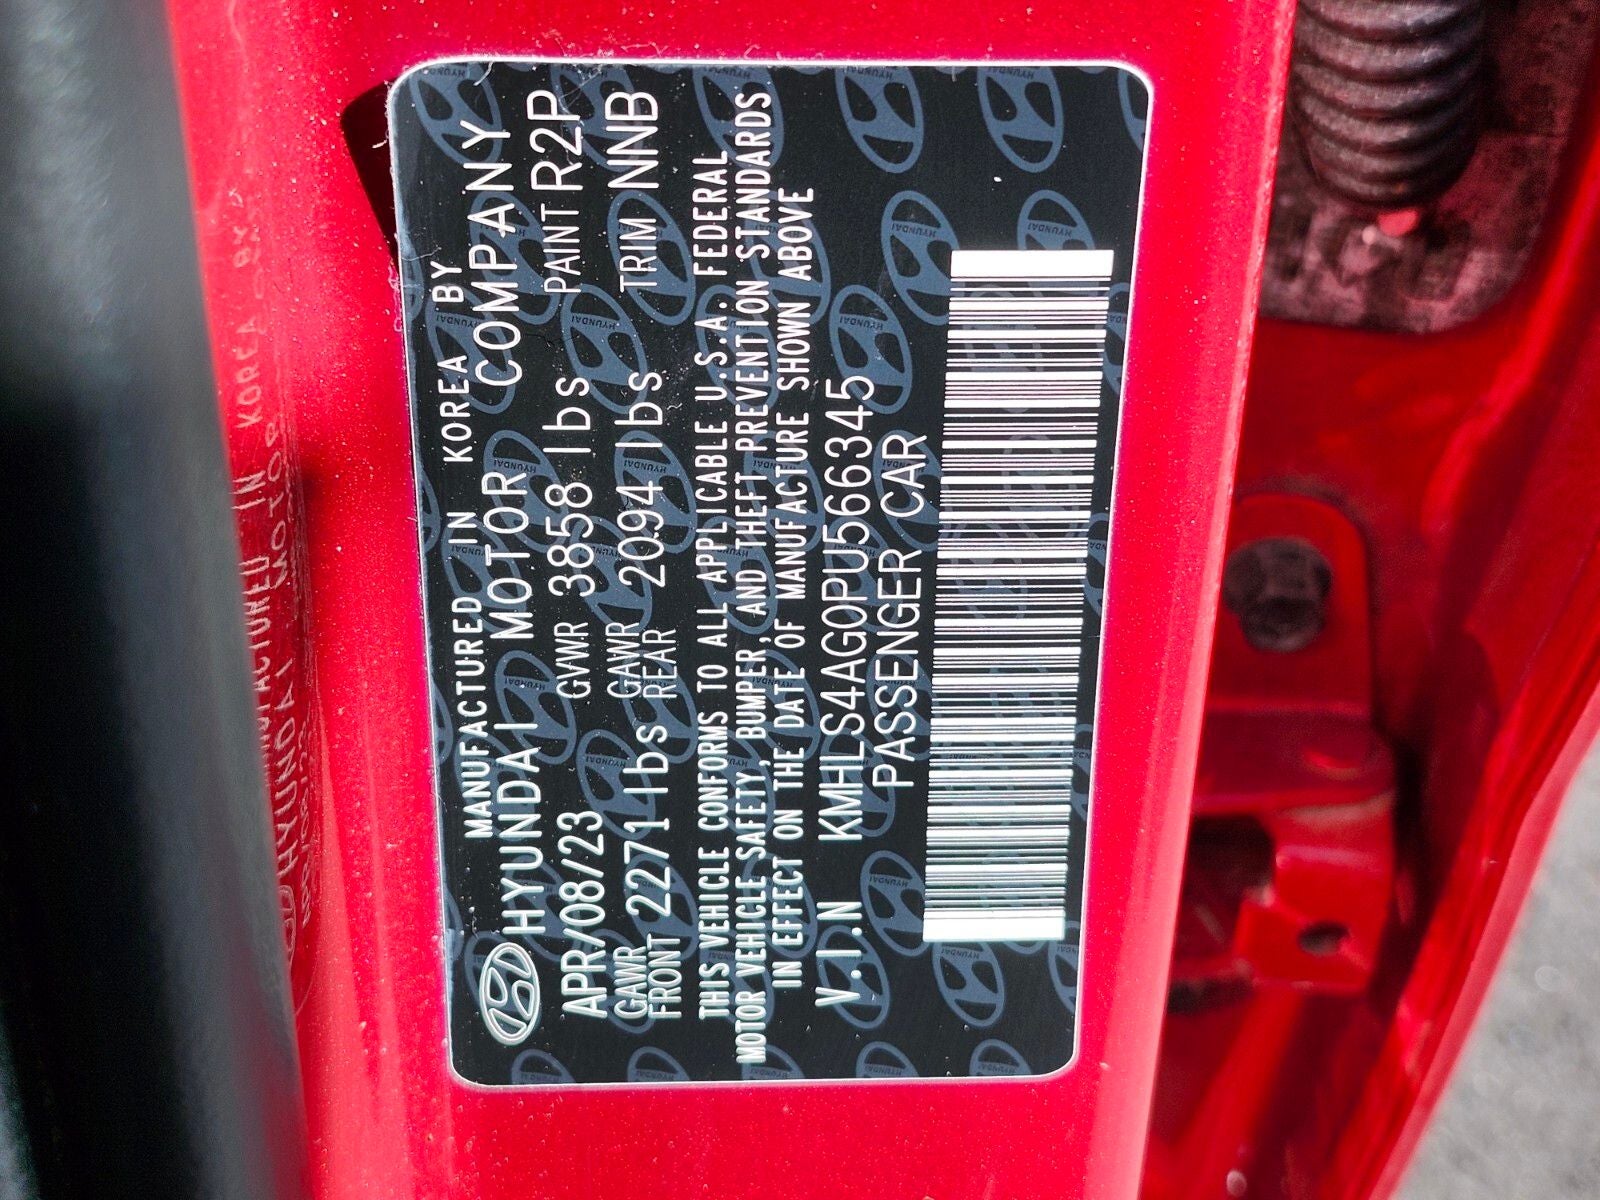 MANUFACTURED IN KOREA BY
HYUNDAI MOTOR COMPANY
APR/08/23 GVWR 3858 lbs PAINT R2P
GAWR FRONT 2271 lbs GAWR REAR 2094 lbs TRIM NNB
THIS VEHICLE CONFORMS TO ALL APPLICABLE U.S.A. FEDERAL
MOTOR VEHICLE SAFETY, BUMPER, AND THEFT PREVENTION STANDARDS
IN EFFECT ON THE DATE OF MANUFACTURE SHOWN ABOVE
V.I.N KMHLS4AG0PU566345
PASSENGER CAR